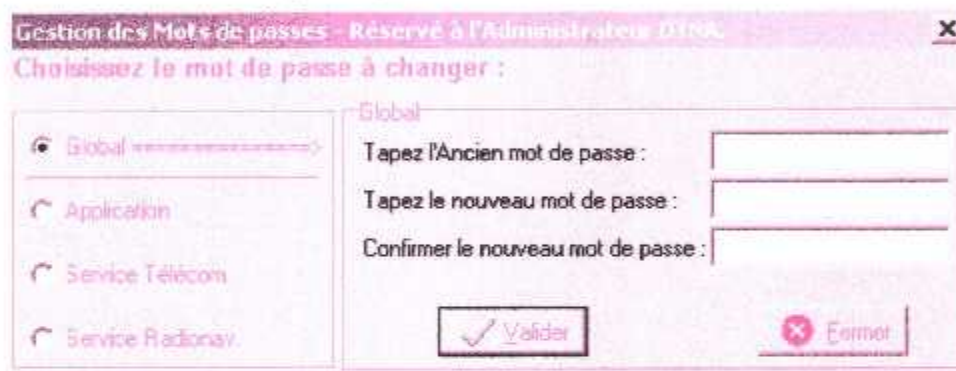 Gestion des Mots de passes - Réservé à l'Administrateur DTNA
Choisissez le mot de passe à changer :
Global
Application
Service Télécom
Service Radionav.
Global
Tapez l'Ancien mot de passe :
Tapez le nouveau mot de passe :
Confirmer le nouveau mot de passe :
Valider
Fermer